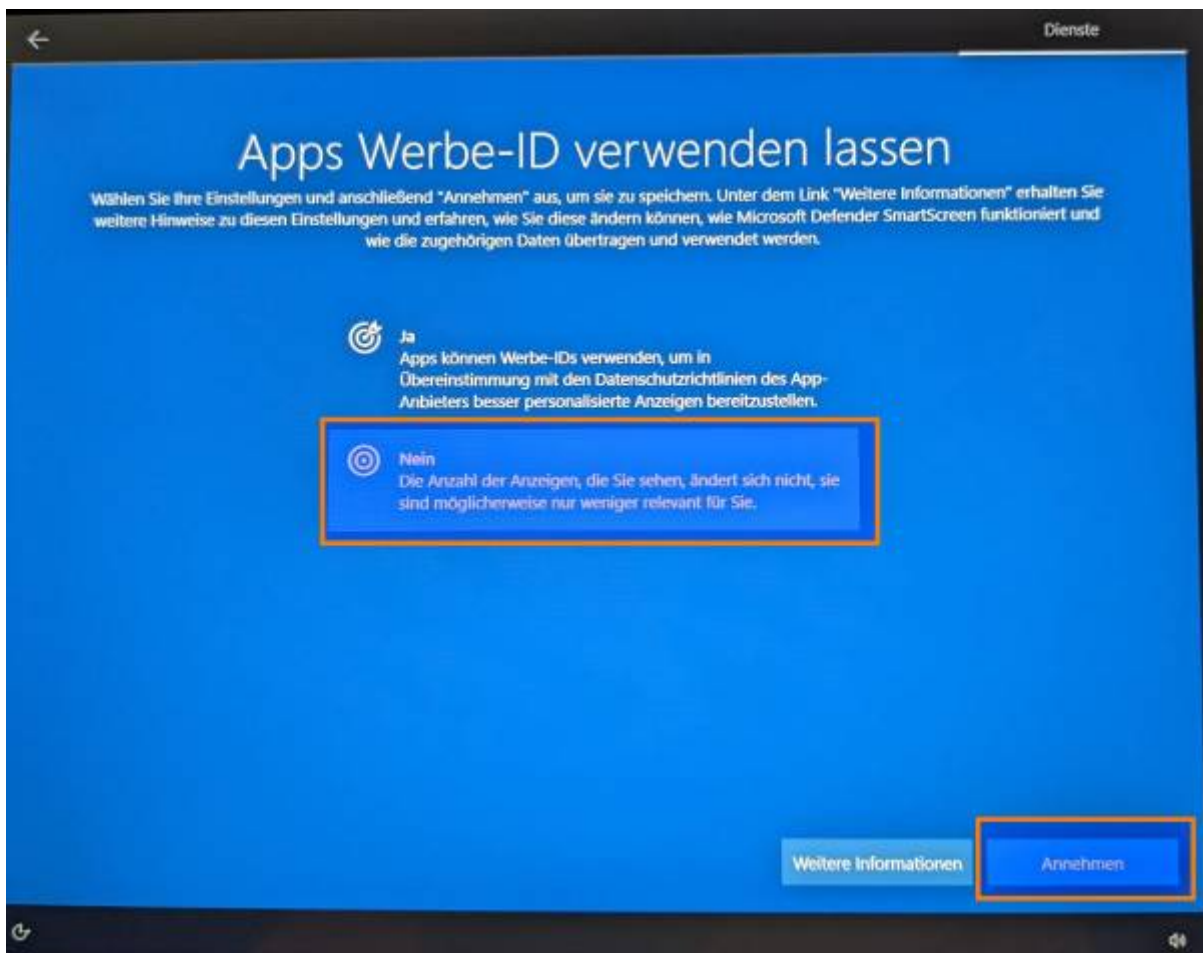 Dienste
Apps Werbe-ID verwenden lassen
Wählen Sie Ihre Einstellungen und anschließend "Annehmen" aus, um sie zu speichern. Unter dem Link "Weitere Informationen" erhalten Sie
weitere Hinweise zu diesen Einstellungen und erfahren, wie Sie diese ändern können, wie Microsoft Defender SmartScreen funktioniert und
wie die zugehörigen Daten übertragen und verwendet werden.
Ja
Apps können Werbe-IDs verwenden, um in
Übereinstimmung mit den Datenschutzrichtlinien des App-
Anbieters besser personalisierte Anzeigen bereitzustellen.
Nein
Die Anzahl der Anzeigen, die Sie sehen, ändert sich nicht, sie
sind möglicherweise nur weniger relevant für Sie.
Weitere Informationen
Annehmen